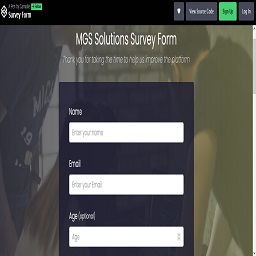 A Pen by Camofel
Survey Form
View Source Code
Sign Up
Log In
MGS Solutions Survey Form
Thank you for taking the time to help us improve the platform
Name
Enter your name
Email
Enter your Email
Age (optional)
Age